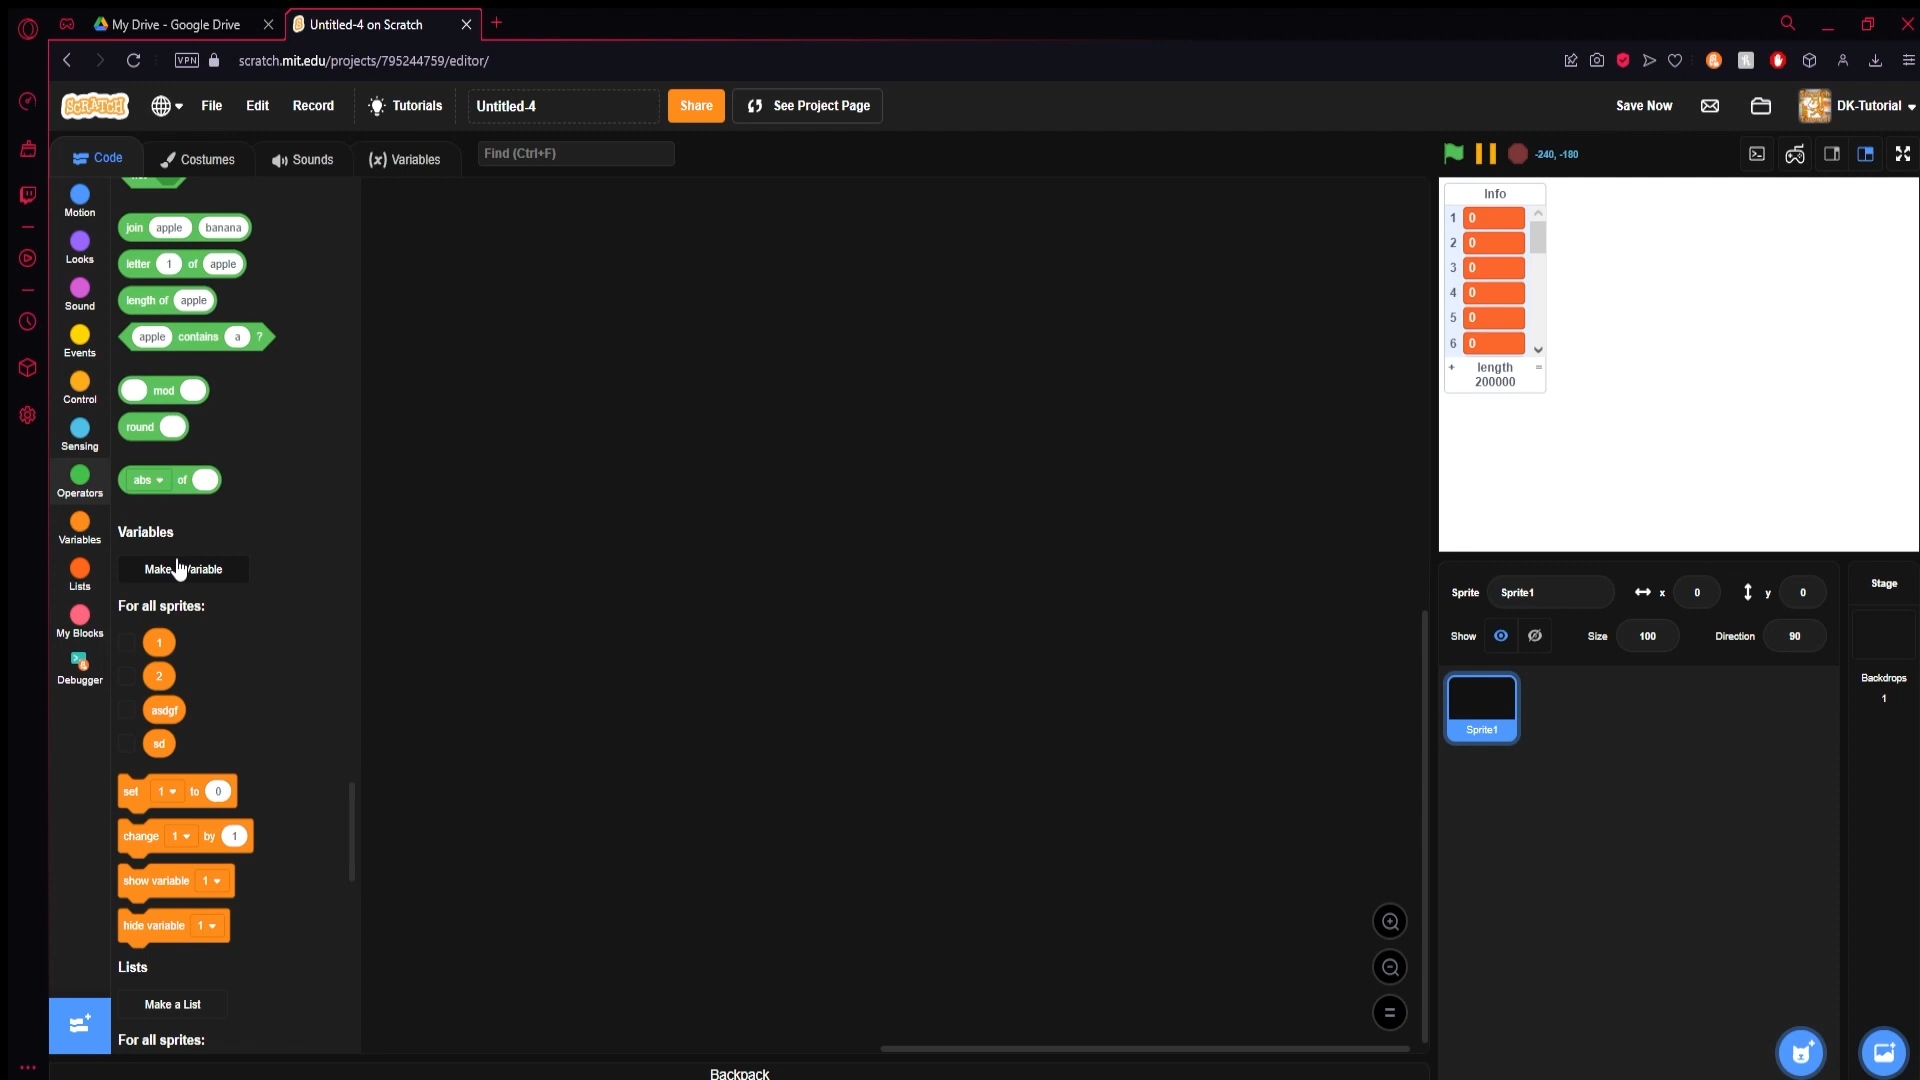 My Drive - Google Drive
Untitled-4 on Scratch
VPN
scratch.mit.edu/projects/795244759/editor/
SCRATCH
File
Edit
Record
Tutorials
Untitled-4
Share
See Project Page
Save Now
DK-Tutorial
Code
Costumes
Sounds
(x) Variables
Find (Ctrl+F)
-240, -180
Motion
Looks
Sound
Events
Control
Sensing
Operators
Variables
Lists
My Blocks
Debugger
join apple banana
letter 1 of apple
length of apple
apple contains a ?
mod
round
abs of
Variables
Make Variable
For all sprites:
1
2
asdgf
sd
set 1 to 0
change 1 by 1
show variable 1
hide variable 1
Lists
Make a List
For all sprites:
Backpack
Info
1 0
2 0
3 0
4 0
5 0
6 0
+ length =
200000
Sprite Sprite1 x 0 y 0
Show Size 100 Direction 90
Sprite1
Stage
Backdrops
1